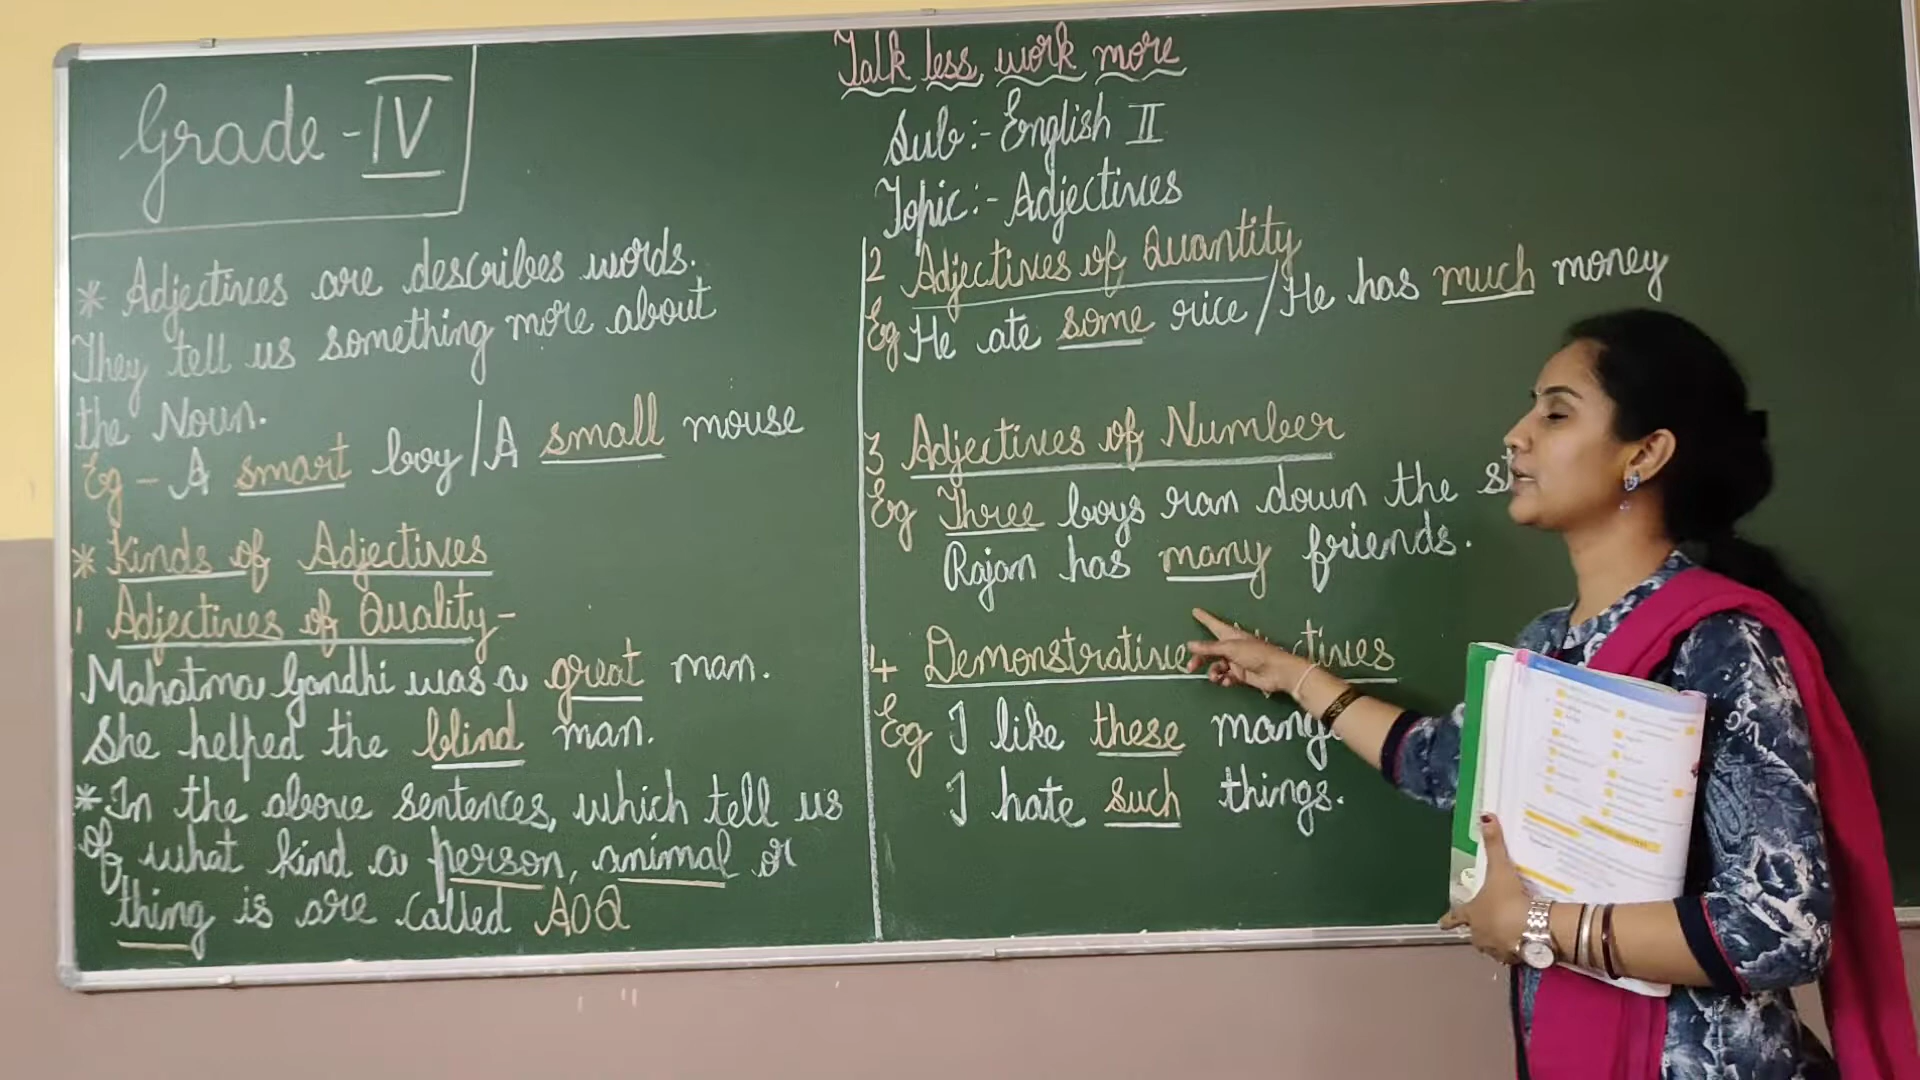 Talk less work more
Grade - IV
Sub:- English II
Topic:- Adjectives
* Adjectives are describes words.
They tell us something more about
the Noun.
Eg - A smart boy / A small mouse
* Kinds of Adjectives
1 Adjectives of Quality -
Mahatma Gandhi was a great man.
She helped the blind man.
* In the above sentences, which tell us
of what kind a person, animal or
thing is are called AOQ
2 Adjectives of Quantity
Eg He ate some rice / He has much money
3 Adjectives of Number
Eg Three boys ran down the
Rajan has many friends.
4 Demonstrative
Eg I like these
I hate such things.